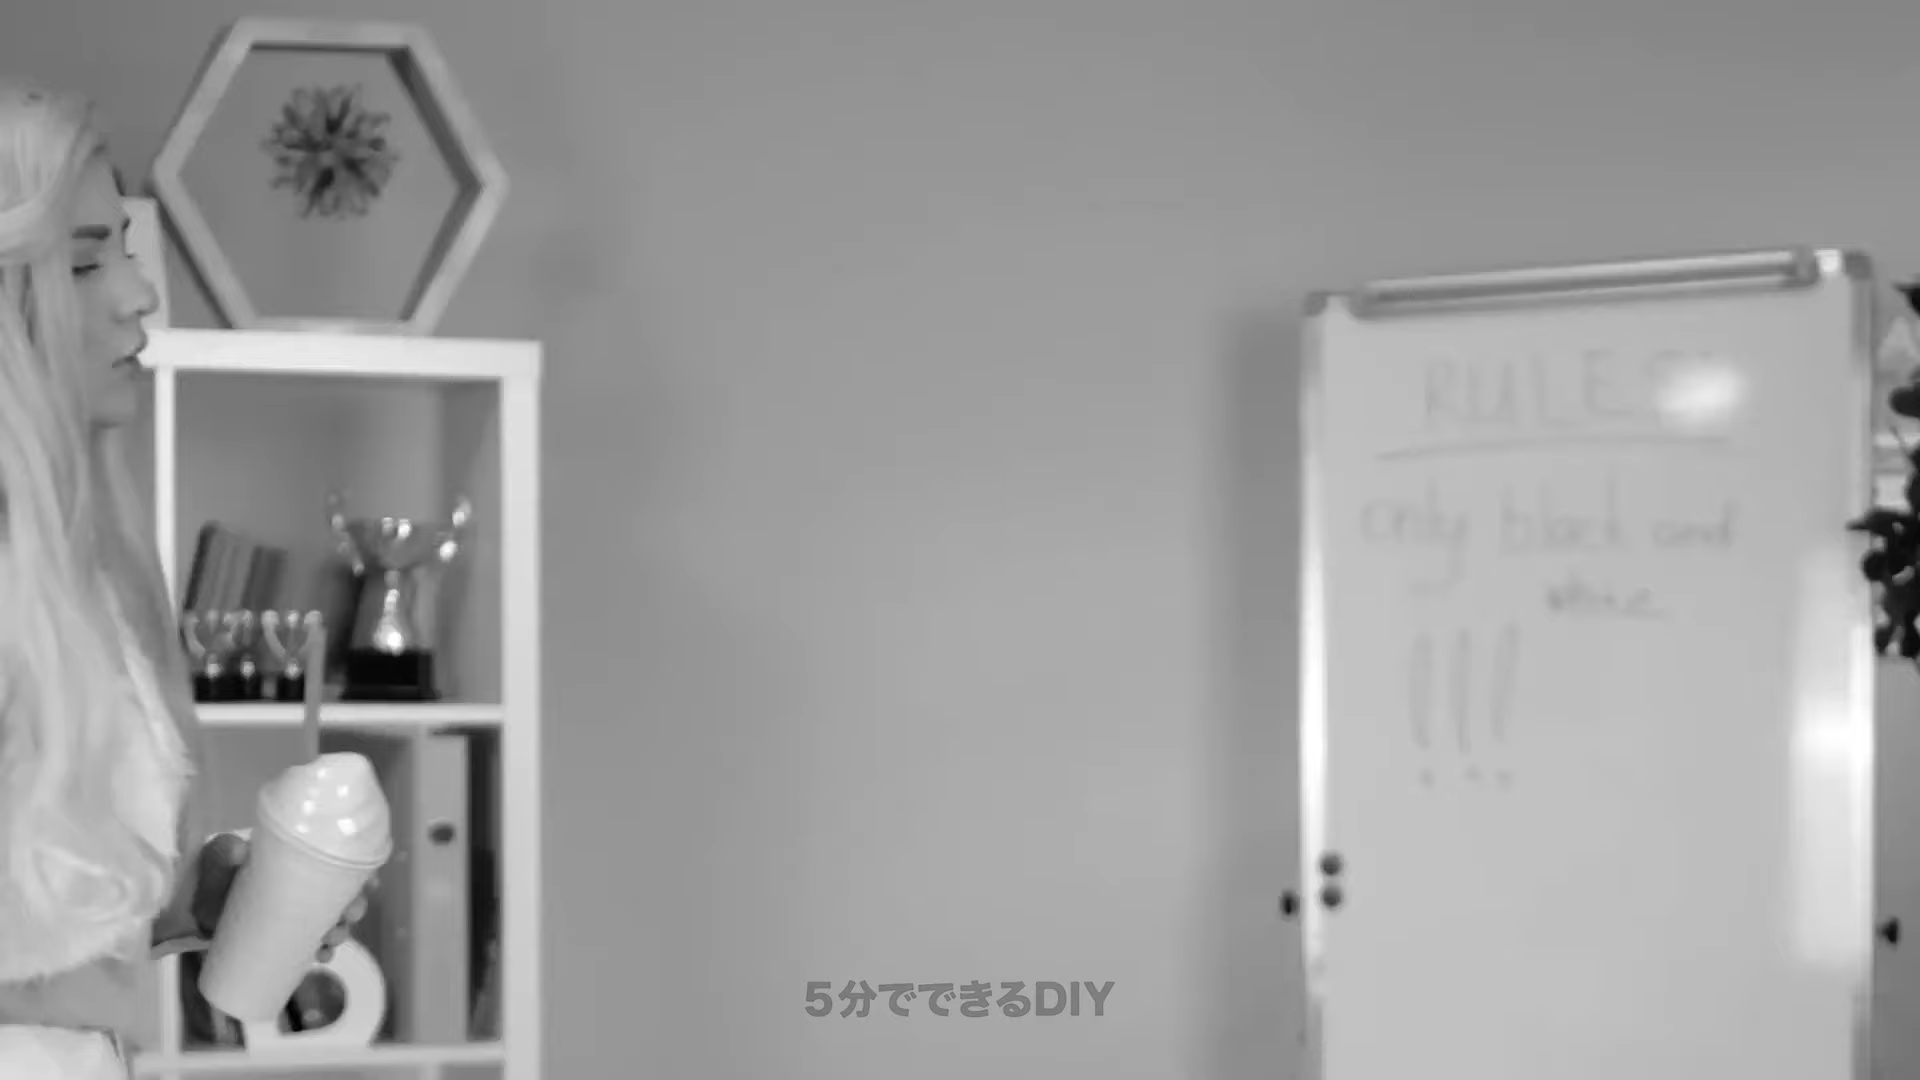 RULES
only black and
white
!!!
5分でできるDIY